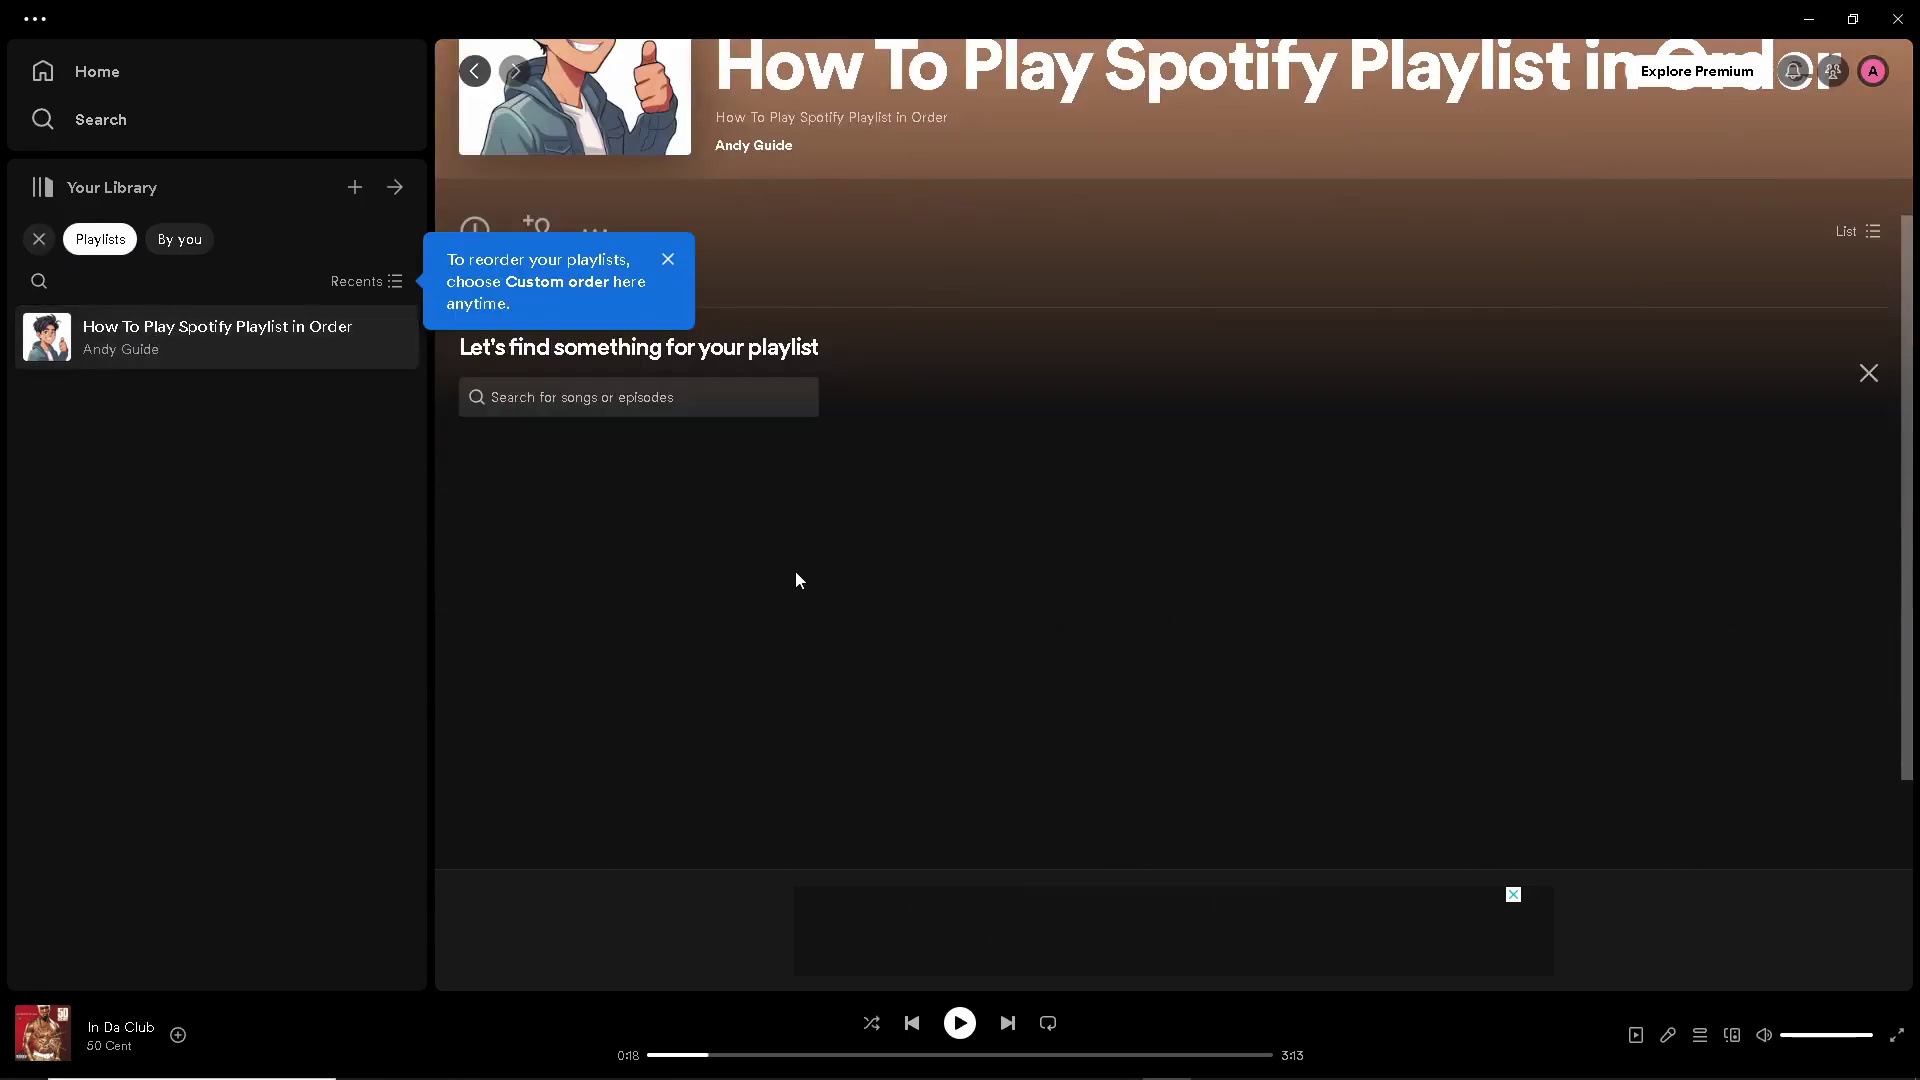 Home
Search
Your Library
Playlists
By you
Recents
How To Play Spotify Playlist in Order
Andy Guide
How To Play Spotify Playlist in Order
Explore Premium
A
How To Play Spotify Playlist in Order
Andy Guide
List
To reorder your playlists,
choose Custom order here
anytime.
Let's find something for your playlist
Search for songs or episodes
In Da Club
50 Cent
0:18
3:13